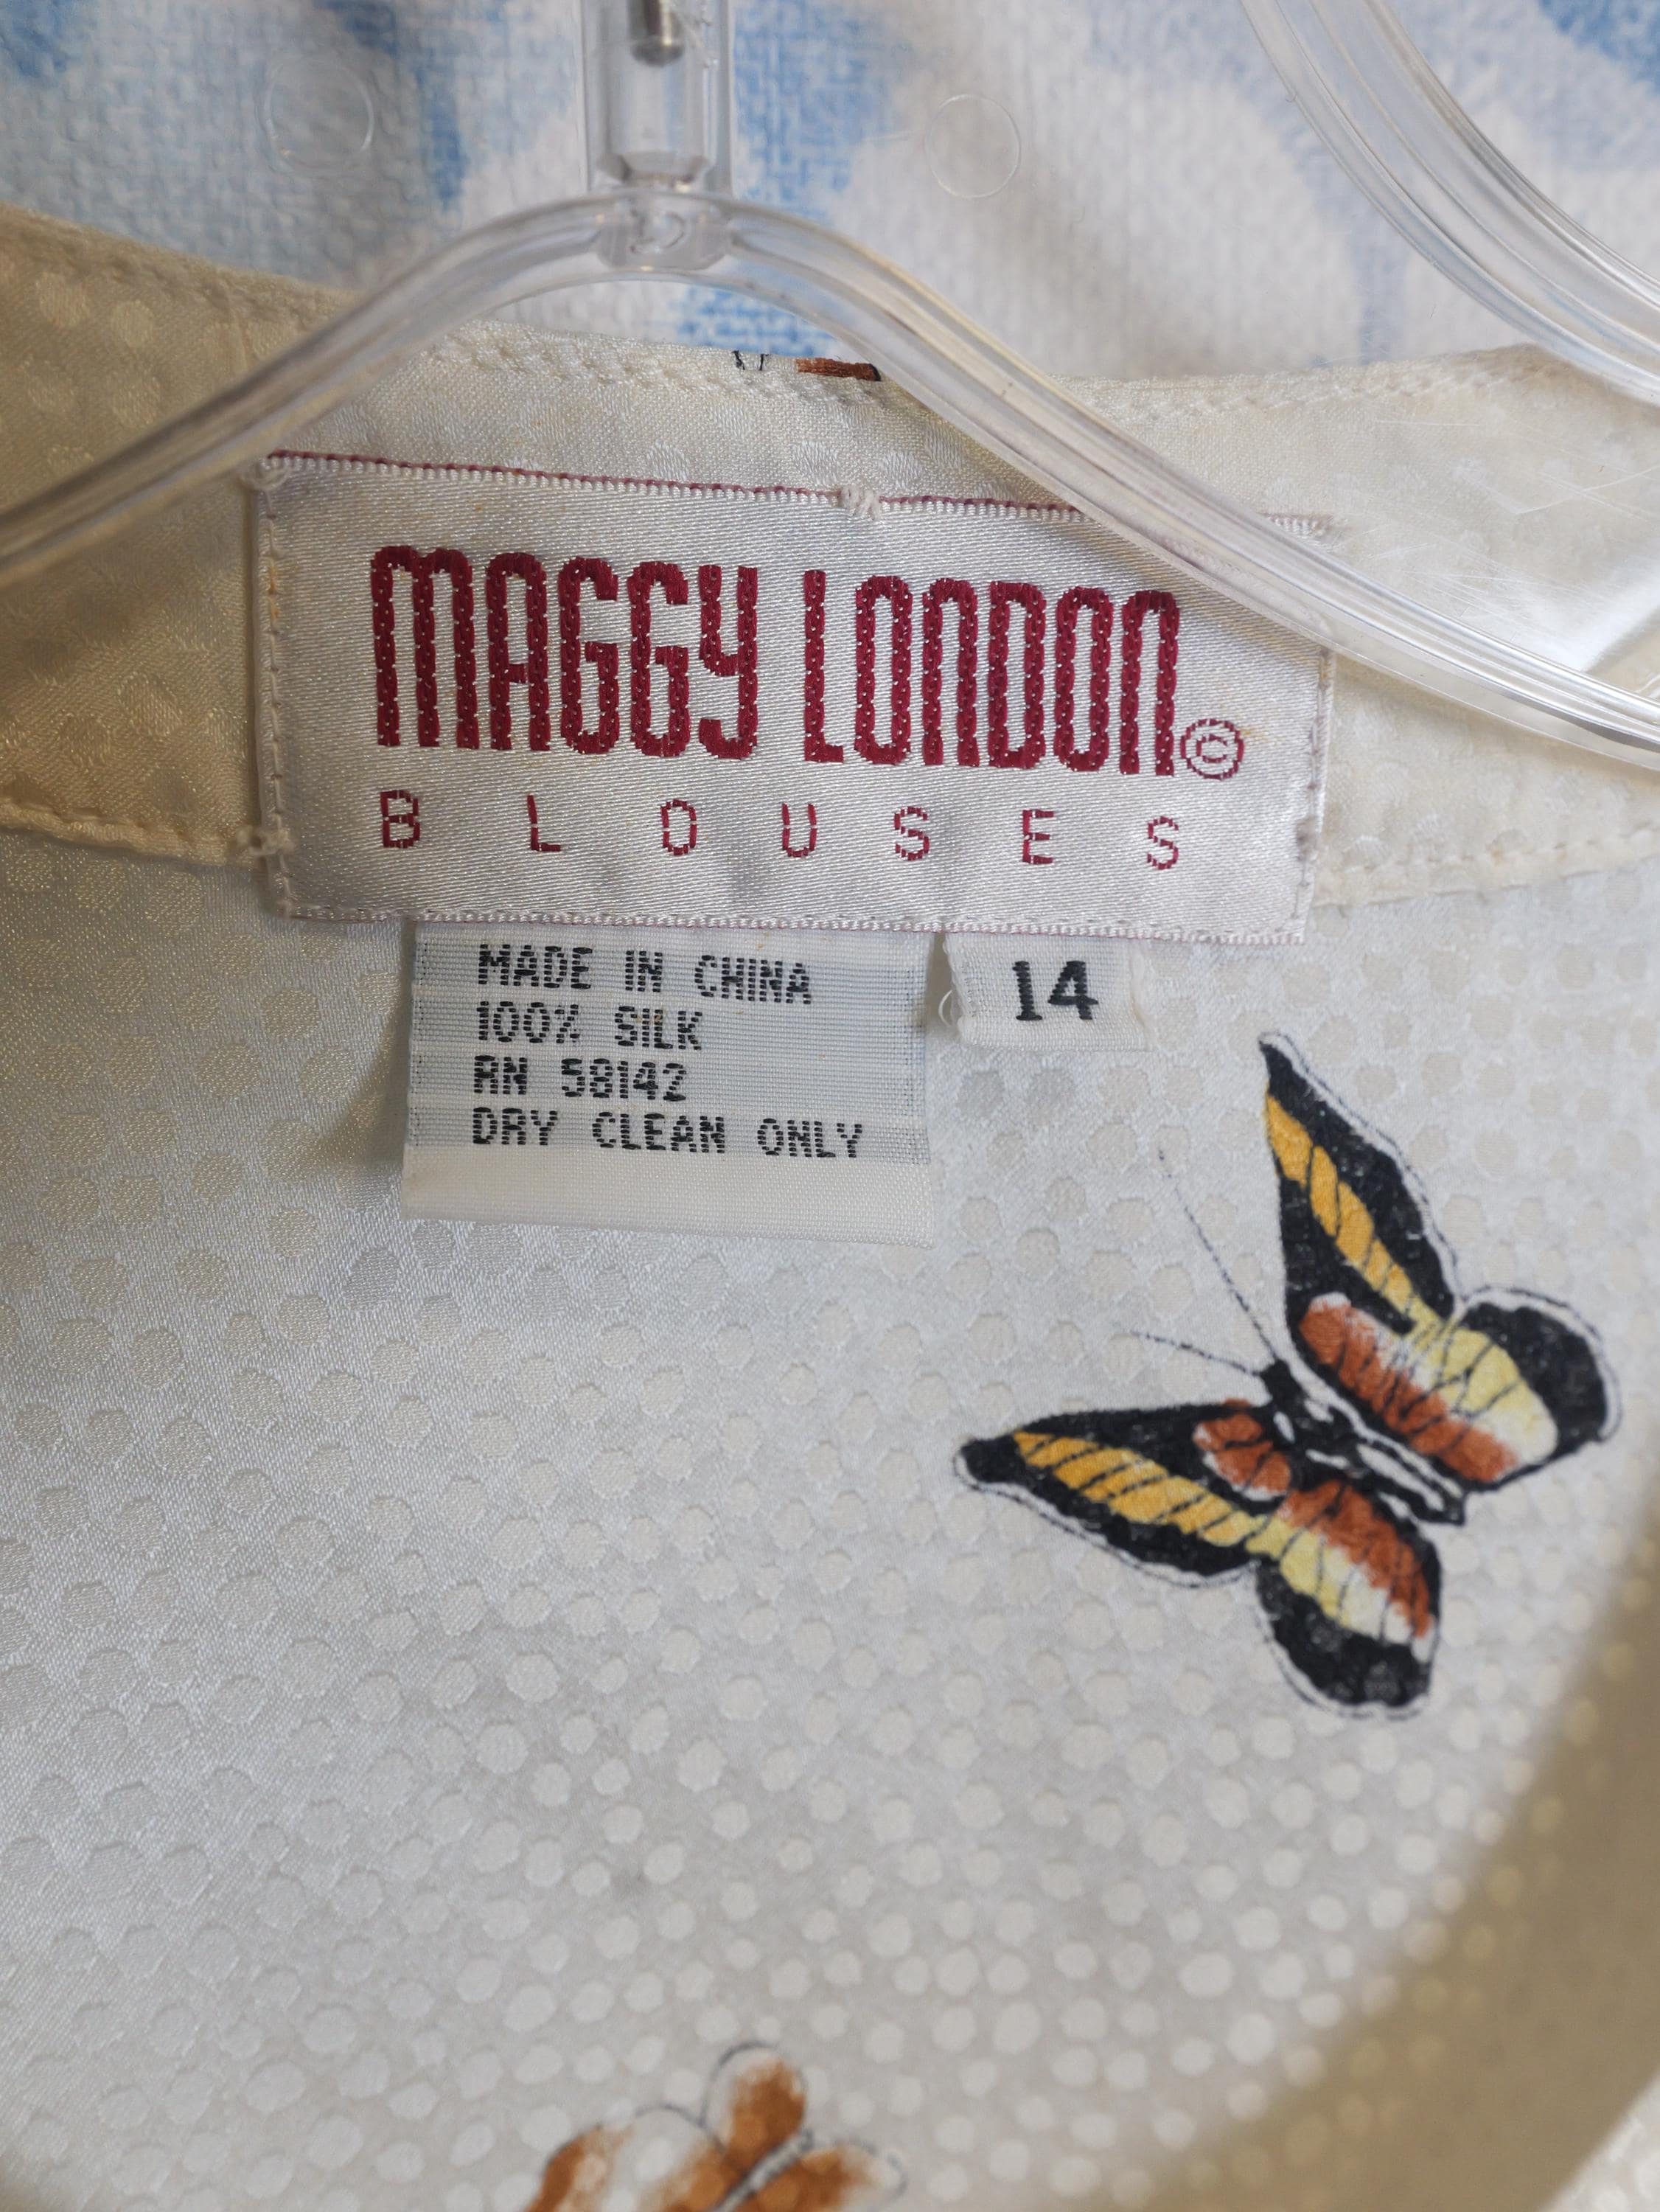 MAGGY LONDON©
BLOUSES
MADE IN CHINA
100% SILK
RN 58142
DRY CLEAN ONLY
14